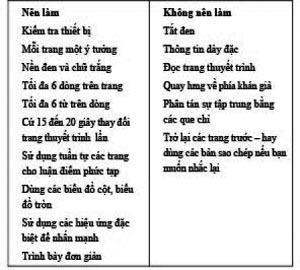 Nên làm
Kiểm tra thiết bị
Mỗi trang một ý tưởng
Nền đen và chữ trắng
Tối đa 6 dòng trên trang
Tối đa 6 từ trên dòng
Cứ 15 đến 20 giây thay đổi
trang thuyết trình lần
Sử dụng tuần tự các trang
cho luận điểm phức tạp
Dùng các biểu đồ cột, biểu
đồ tròn
Sử dụng các hiệu ứng đặc
biệt để nhấn mạnh
Trình bày đơn giản
Không nên làm
Tắt đen
Thông tin dày đặc
Đọc trang thuyết trình
Quay lưng về phía khán giả
Phân tán sự tập trung bằng
các que chỉ
Trở lại các trang trước – hay
dùng các bản sao chép nếu bạn
muốn nhắc lại